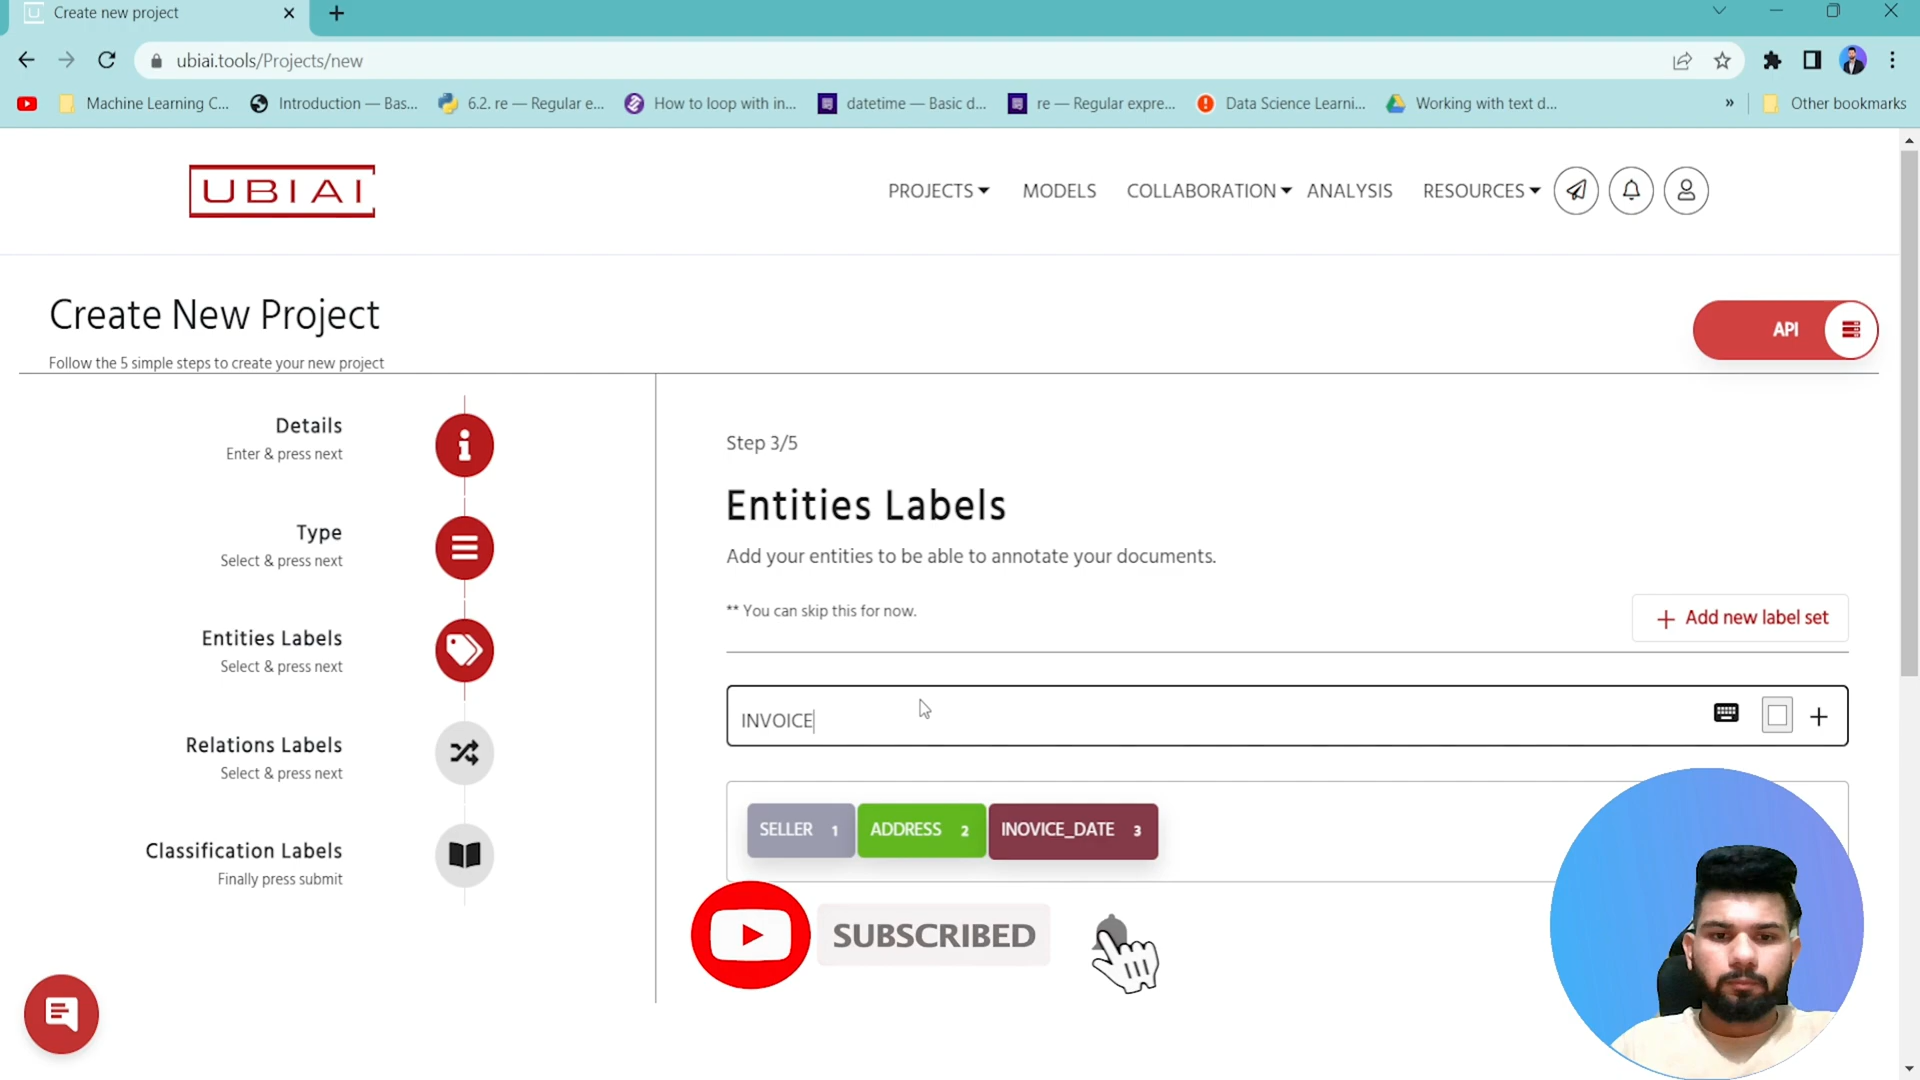 Create new project
ubiai.tools/Projects/new
Machine Learning C...
Introduction — Bas...
6.2. re — Regular e...
How to loop with in...
datetime — Basic d...
re — Regular expre...
Data Science Learni...
Working with text d...
»
Other bookmarks
UBIAI
PROJECTS
MODELS
COLLABORATION
ANALYSIS
RESOURCES
Create New Project
Follow the 5 simple steps to create your new project
API
Details
Enter & press next
Type
Select & press next
Entities Labels
Select & press next
Relations Labels
Select & press next
Classification Labels
Finally press submit
Step 3/5
Entities Labels
Add your entities to be able to annotate your documents.
** You can skip this for now.
+ Add new label set
INVOICE
SELLER 1
ADDRESS 2
INOVICE_DATE 3
SUBSCRIBED